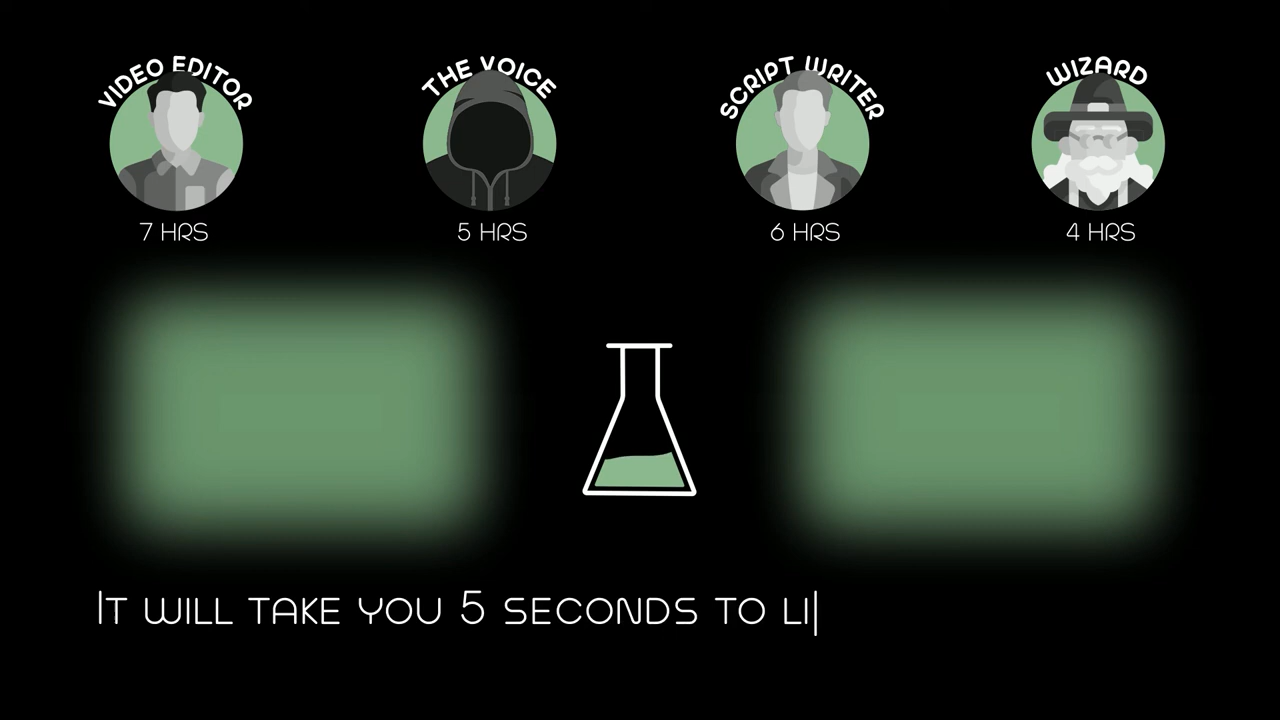 VIDEO EDITOR
THE VOICE
SCRIPT WRITER
WIZARD
7 HRS
5 HRS
6 HRS
4 HRS
IT WILL TAKE YOU 5 SECONDS TO LI